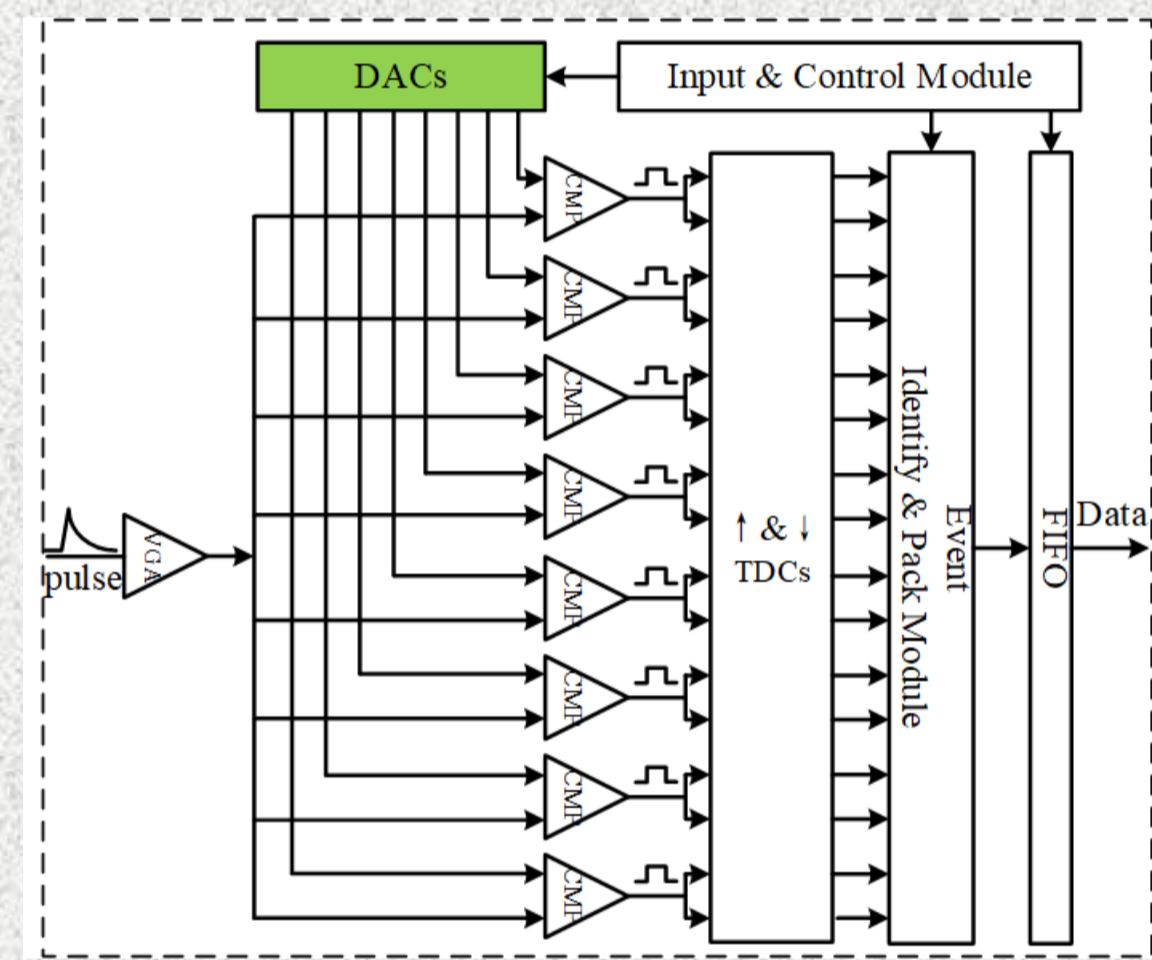 DACs
Input & Control Module
CMP
CMP
CMP
CMP
CMP
CMP
CMP
CMP
pulse
VGA
↑ & ↓
TDCs
Event
Identify & Pack Module
FIFO
Data